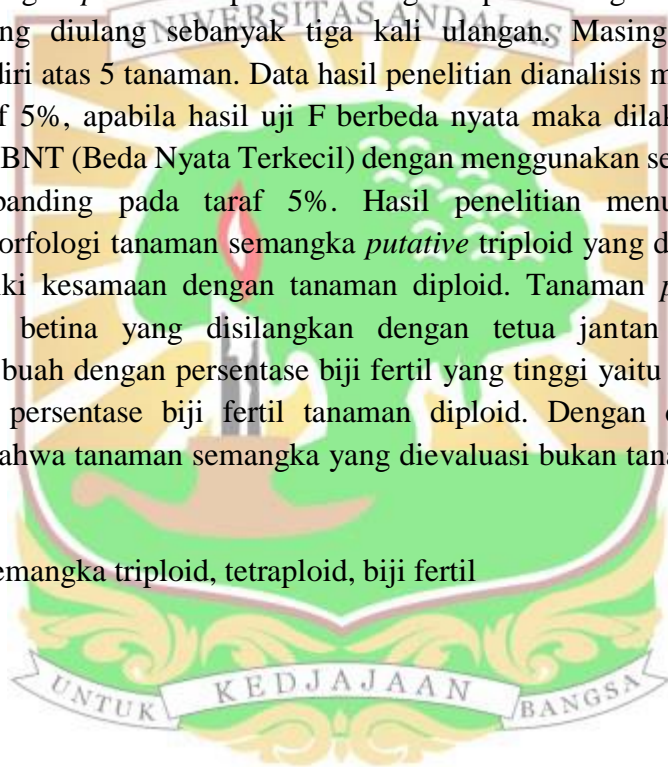 UNIVERSITAS ANDALAS
ng diulang sebanyak tiga kali ulangan. Masing
diri atas 5 tanaman. Data hasil penelitian dianalisis m
f 5%, apabila hasil uji F berbeda nyata maka dilak
BNT (Beda Nyata Terkecil) dengan menggunakan se
banding pada taraf 5%. Hasil penelitian menu
orfologi tanaman semangka putative triploid yang d
ki kesamaan dengan tanaman diploid. Tanaman p
betina yang disilangkan dengan tetua jantan
buah dengan persentase biji fertil yang tinggi yaitu
persentase biji fertil tanaman diploid. Dengan
ahwa tanaman semangka yang dievaluasi bukan tana
emangka triploid, tetraploid, biji fertil
UNTUK KEDJAJAAN BANGSA